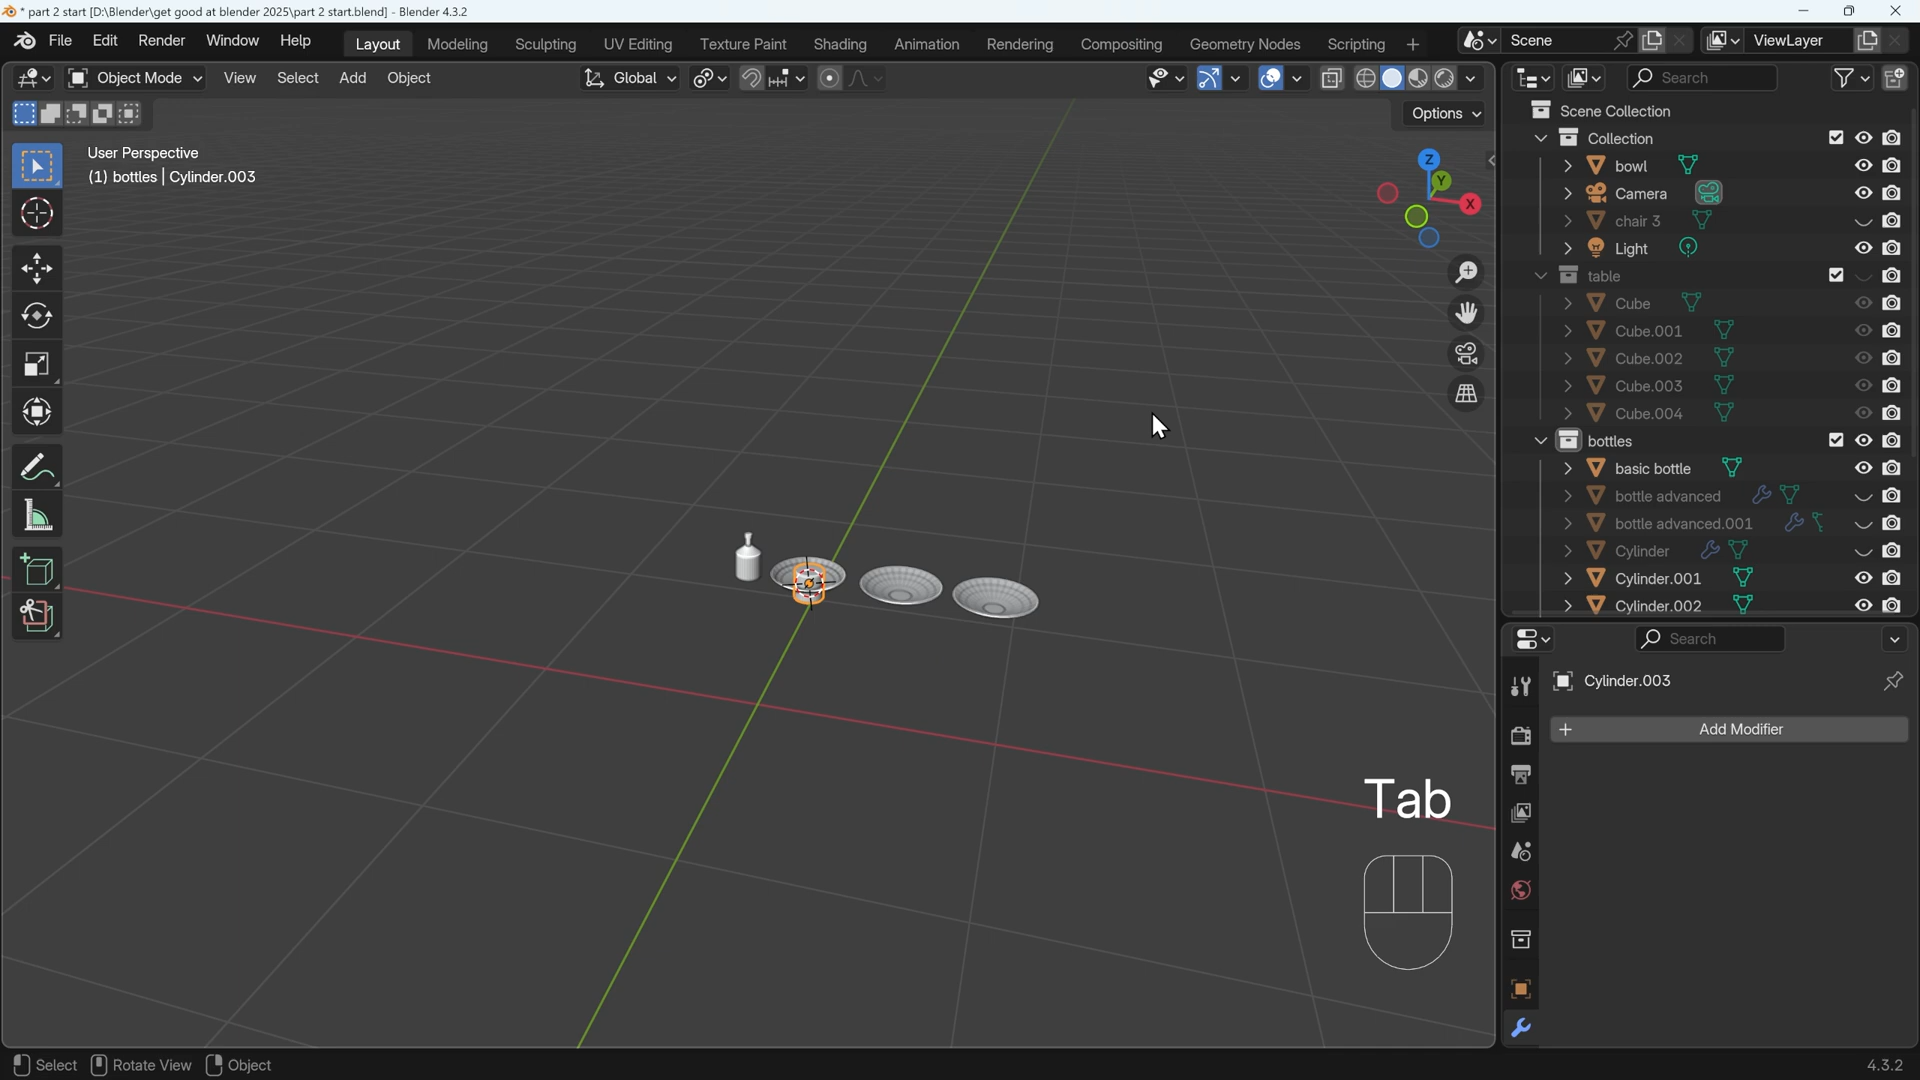 * part 2 start [D:\Blender\get good at blender 2025\part 2 start.blend] - Blender 4.3.2
File Edit Render Window Help Layout Modeling Sculpting UV Editing Texture Paint Shading Animation Rendering Compositing Geometry Nodes Scripting + Scene ViewLayer
Object Mode View Select Add Object Global Search
Options
User Perspective
(1) bottles | Cylinder.003
Z
Y
X
Scene Collection
Collection
bowl
Camera
chair 3
Light
table
Cube
Cube.001
Cube.002
Cube.003
Cube.004
bottles
basic bottle
bottle advanced
bottle advanced.001
Cylinder
Cylinder.001
Cylinder.002
Search
Cylinder.003
+ Add Modifier
Tab
Select Rotate View Object 4.3.2